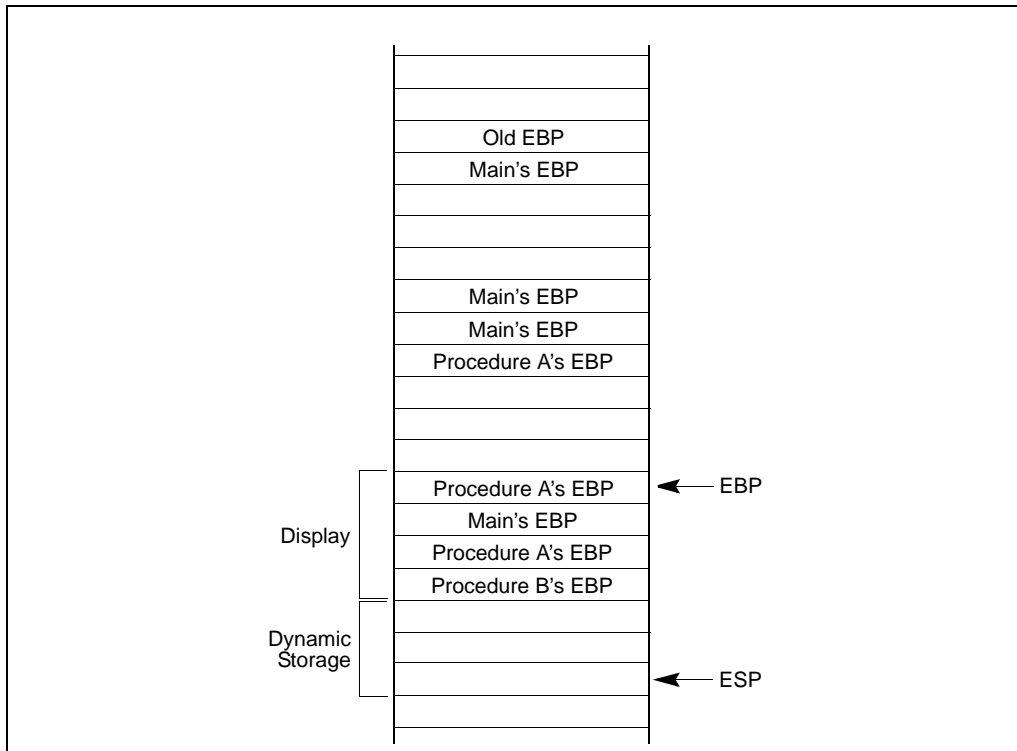 Old EBP
Main's EBP
Main's EBP
Main's EBP
Procedure A's EBP
Procedure A's EBP
EBP
Main's EBP
Display
Procedure A's EBP
Procedure B's EBP
Dynamic
Storage
ESP